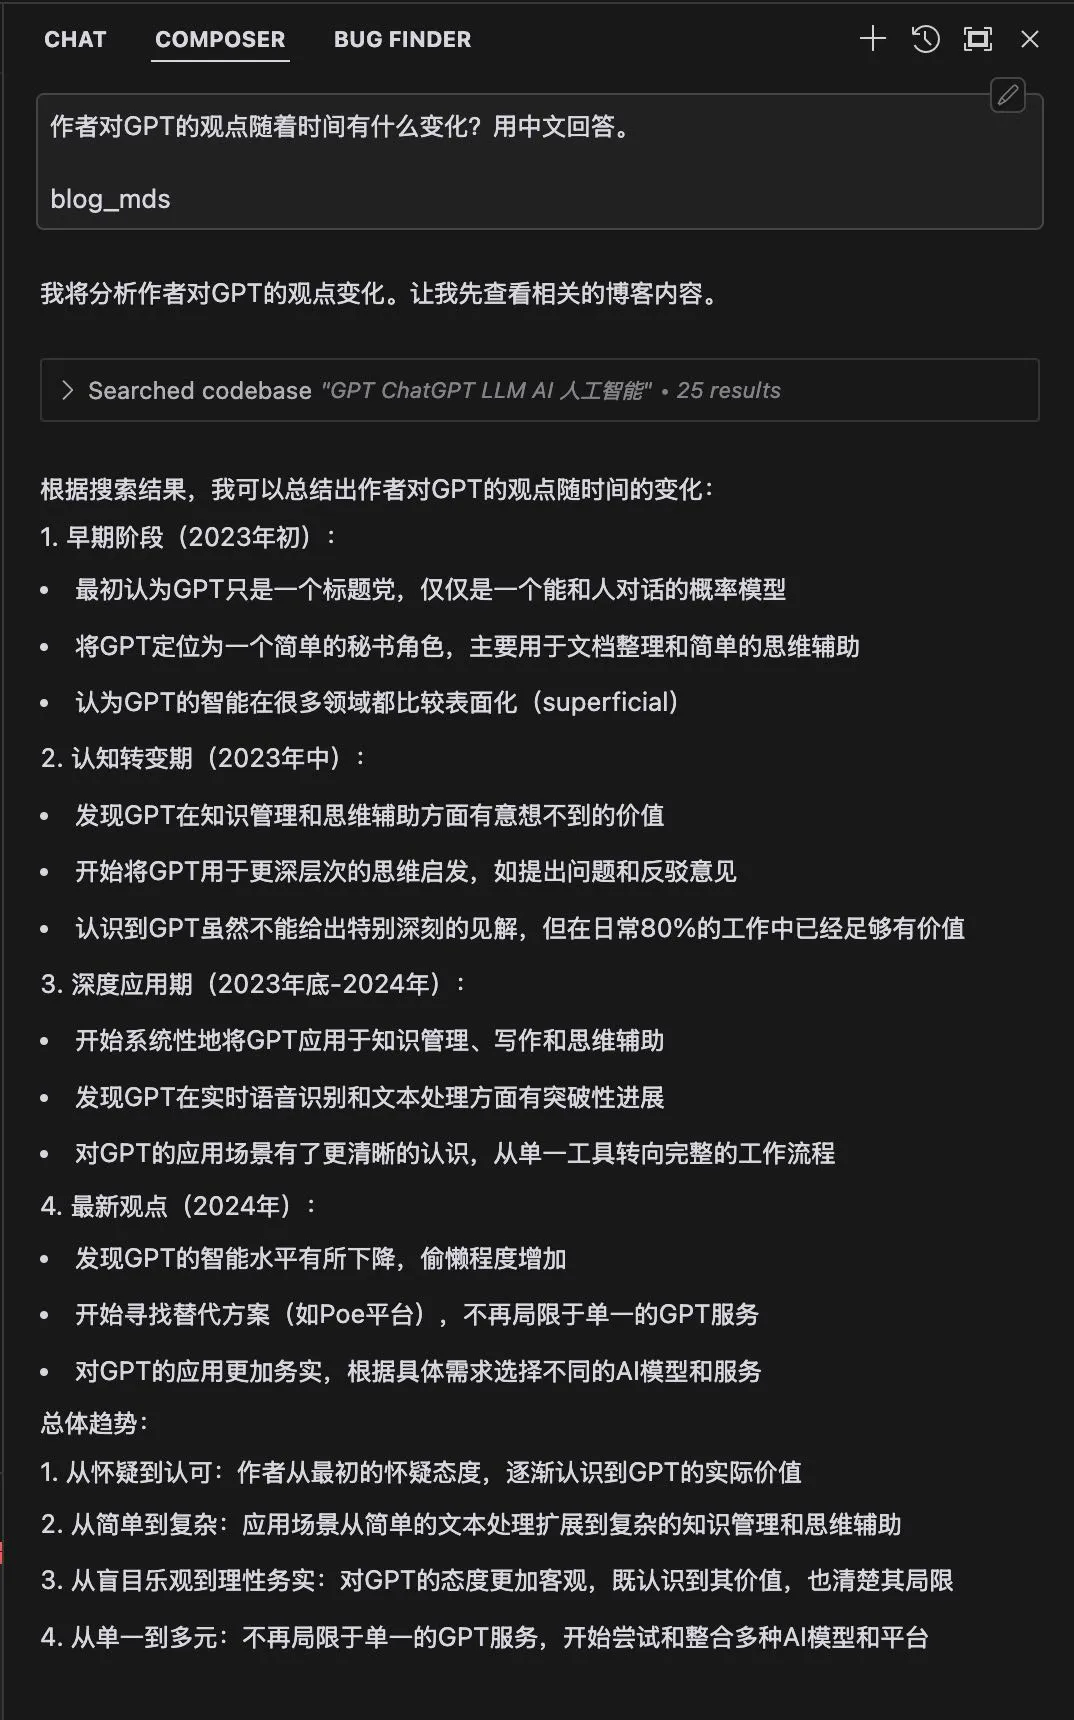 CHAT COMPOSER BUG FINDER
作者对GPT的观点随着时间有什么变化？用中文回答。
blog_mds
我将分析作者对GPT的观点变化。让我先查看相关的博客内容。
Searched codebase "GPT ChatGPT LLM AI 人工智能" • 25 results
根据搜索结果，我可以总结出作者对GPT的观点随时间的变化：
1. 早期阶段（2023年初）：
• 最初认为GPT只是一个标题党，仅仅是一个能和人对话的概率模型
• 将GPT定位为一个简单的秘书角色，主要用于文档整理和简单的思维辅助
• 认为GPT的智能在很多领域都比较表面化（superficial）
2. 认知转变期（2023年中）：
• 发现GPT在知识管理和思维辅助方面有意想不到的价值
• 开始将GPT用于更深层次的思维启发，如提出问题和反驳意见
• 认识到GPT虽然不能给出特别深刻的见解，但在日常80%的工作中已经足够有价值
3. 深度应用期（2023年底-2024年）：
• 开始系统性地将GPT应用于知识管理、写作和思维辅助
• 发现GPT在实时语音识别和文本处理方面有突破性进展
• 对GPT的应用场景有了更清晰的认识，从单一工具转向完整的工作流程
4. 最新观点（2024年）：
• 发现GPT的智能水平有所下降，偷懒程度增加
• 开始寻找替代方案（如Poe平台），不再局限于单一的GPT服务
• 对GPT的应用更加务实，根据具体需求选择不同的AI模型和服务
总体趋势：
1. 从怀疑到认可：作者从最初的怀疑态度，逐渐认识到GPT的实际价值
2. 从简单到复杂：应用场景从简单的文本处理扩展到复杂的知识管理和思维辅助
3. 从盲目乐观到理性务实：对GPT的态度更加客观，既认识到其价值，也清楚其局限
4. 从单一到多元：不再局限于单一的GPT服务，开始尝试和整合多种AI模型和平台